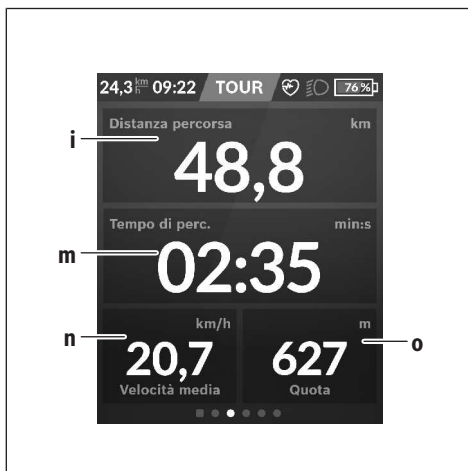 24,3 km/h 09:22 TOUR 76 %
Distanza percorsa km
i
48,8
Tempo di perc. min:s
m
02:35
km/h m
n o
20,7 627
Velocità media Quota